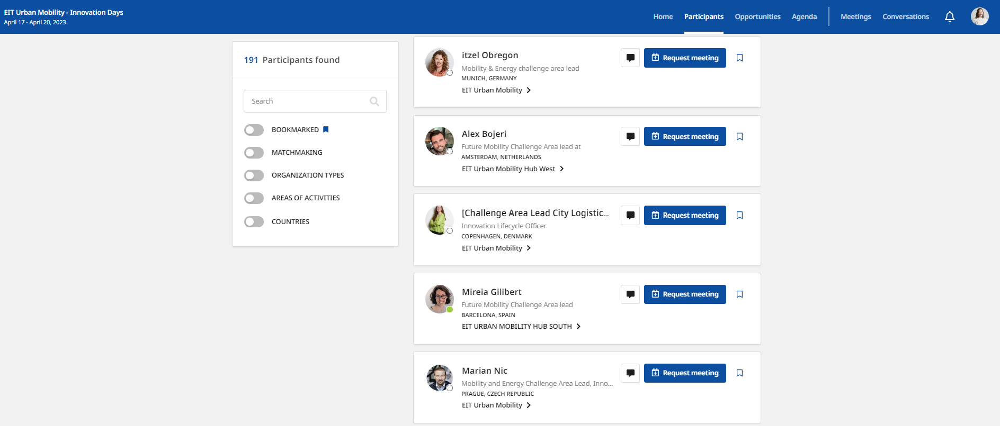 EIT Urban Mobility - Innovation Days
April 17 - April 20, 2023
Home Participants Opportunities Agenda Meetings Conversations
191 Participants found
Search
BOOKMARKED
MATCHMAKING
ORGANIZATION TYPES
AREAS OF ACTIVITIES
COUNTRIES
itzel Obregon
Request meeting
Mobility & Energy challenge area lead
MUNICH, GERMANY
EIT Urban Mobility
Alex Bojeri
Request meeting
Future Mobility Challenge Area lead at
AMSTERDAM, NETHERLANDS
EIT Urban Mobility Hub West
[Challenge Area Lead City Logistic...
Request meeting
Innovation Lifecycle Officer
COPENHAGEN, DENMARK
EIT Urban Mobility
Mireia Gilibert
Request meeting
Future Mobility Challenge Area lead
BARCELONA, SPAIN
EIT URBAN MOBILITY HUB SOUTH
Marian Nic
Request meeting
Mobility and Energy Challenge Area Lead, Inno...
PRAGUE, CZECH REPUBLIC
EIT Urban Mobility